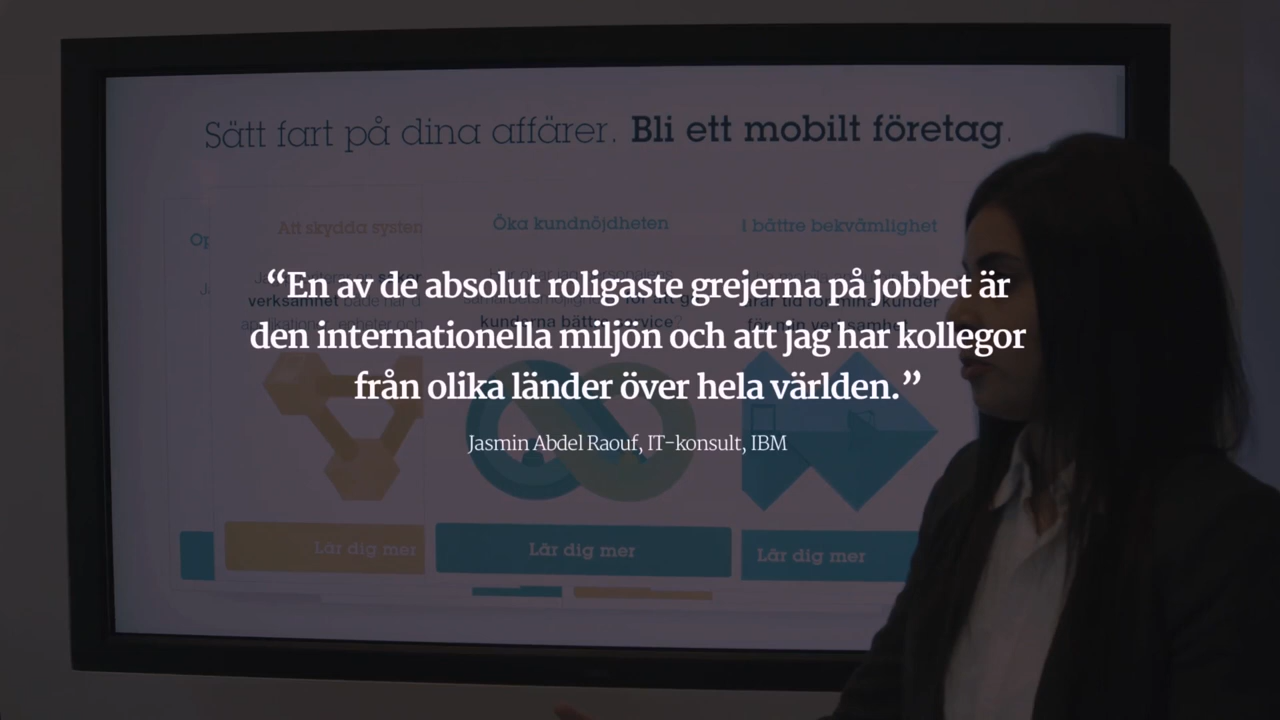 Sätt fart på dina affärer. Bli ett mobilt företag.
Att skydda system
Öka kundnöjdheten
I bättre bekvämlighet
Op
verksamhet
“En av de absolut roligaste grejerna på jobbet är
den internationella miljön och att jag har kollegor
från olika länder över hela världen.”
Jasmin Abdel Raouf, IT-konsult, IBM
Lär dig mer
Lär dig mer
Lär dig mer